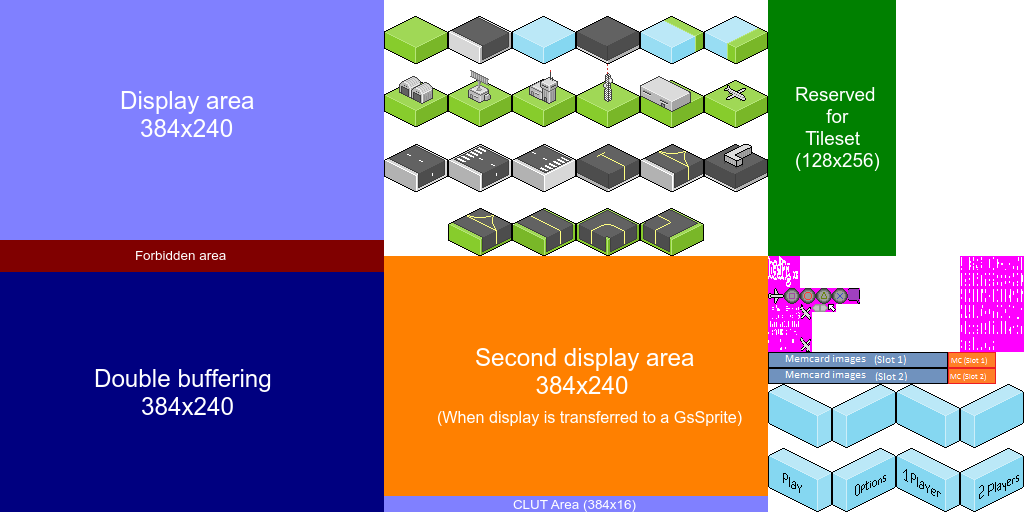 Display area
384x240
Reserved
for
Tileset
(128x256)
Forbidden area
Double buffering
384x240
Second display area
384x240
(When display is transferred to a GsSprite)
CLUT Area (384x16)
Memcard images (Slot 1)
MC (Slot 1)
Memcard images (Slot 2)
MC (Slot 2)
Play
Options
1 Player
2 Players